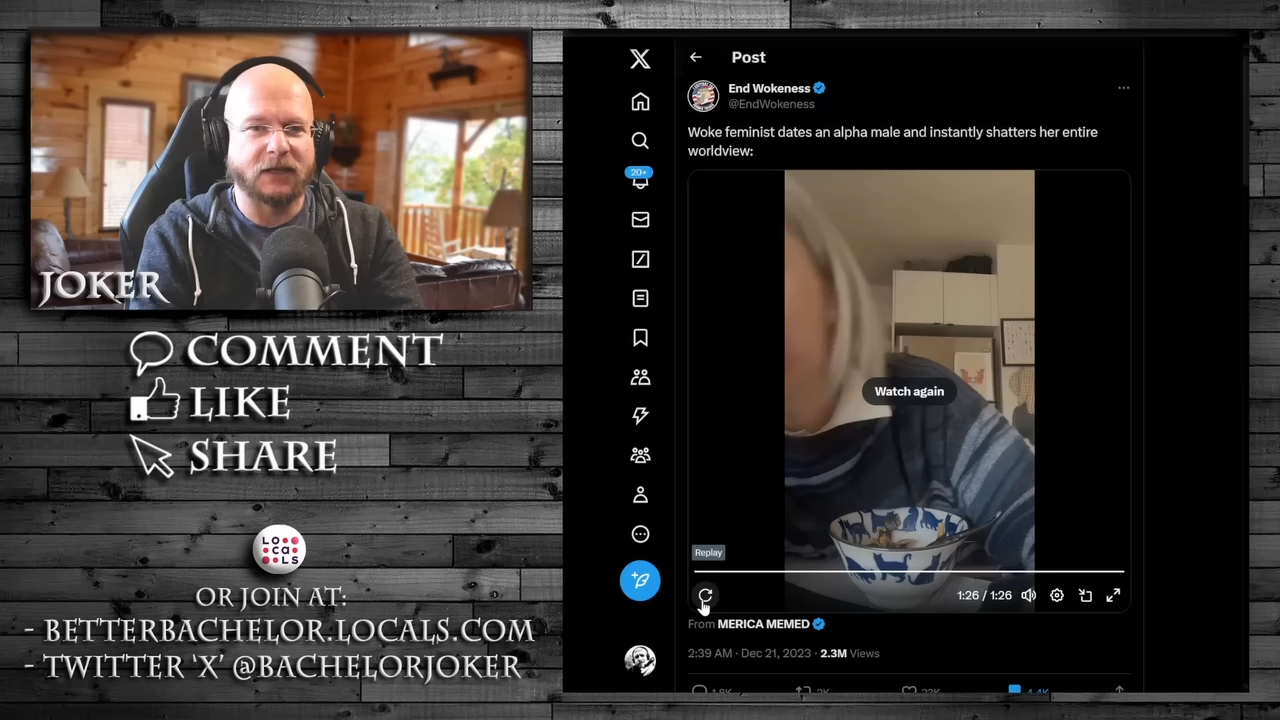 JOKER
COMMENT
LIKE
SHARE
LOCALS
OR JOIN AT:
- BETTERBACHELOR.LOCALS.COM
- TWITTER 'X' @BACHELORJOKER
20+
Post
End Wokeness
@EndWokeness
Woke feminist dates an alpha male and instantly shatters her entire
worldview:
Watch again
Replay
1:26 / 1:26
From MERICA MEMED
2:39 AM · Dec 21, 2023 · 2.3M Views